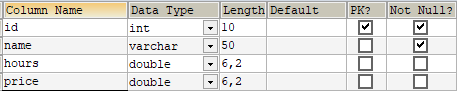 Column Name Data Type Length Default PK? Not Null?
id int 10
name varchar 50
hours double 6,2
price double 6,2